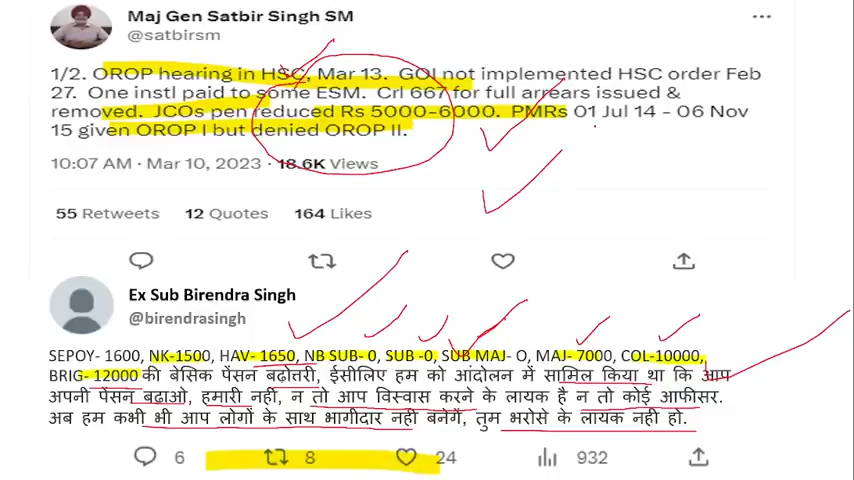 Maj Gen Satbir Singh SM
@satbirsm
1/2. OROP hearing in HSC, Mar 13. GOI not implemented HSC order Feb
27. One instl paid to some ESM. Crl 667 for full arrears issued &
removed. JCOs pen reduced Rs 5000-6000. PMRs 01 Jul 14 - 06 Nov
15 given OROP I but denied OROP II.
10:07 AM · Mar 10, 2023 · 18.6K Views
55 Retweets 12 Quotes 164 Likes
Ex Sub Birendra Singh
@birendrasingh
SEPOY- 1600, NK-1500, HAV- 1650, NB SUB- 0, SUB -0, SUB MAJ- O, MAJ- 7000, COL-10000,
BRIG- 12000 की बेसिक पेंसन बढ़ोत्तरी, ईसीलिए हम को आंदोलन में सामिल किया था कि आप
अपनी पेंसन बढाओ, हमारी नहीं, न तो आप विस्वास करने के लायक है न तो कोई आफीसर.
अब हम कभी भी आप लोगों के साथ भागीदार नही बनेगें, तुम भरोसे के लायक नही हो.
6 8 24 932